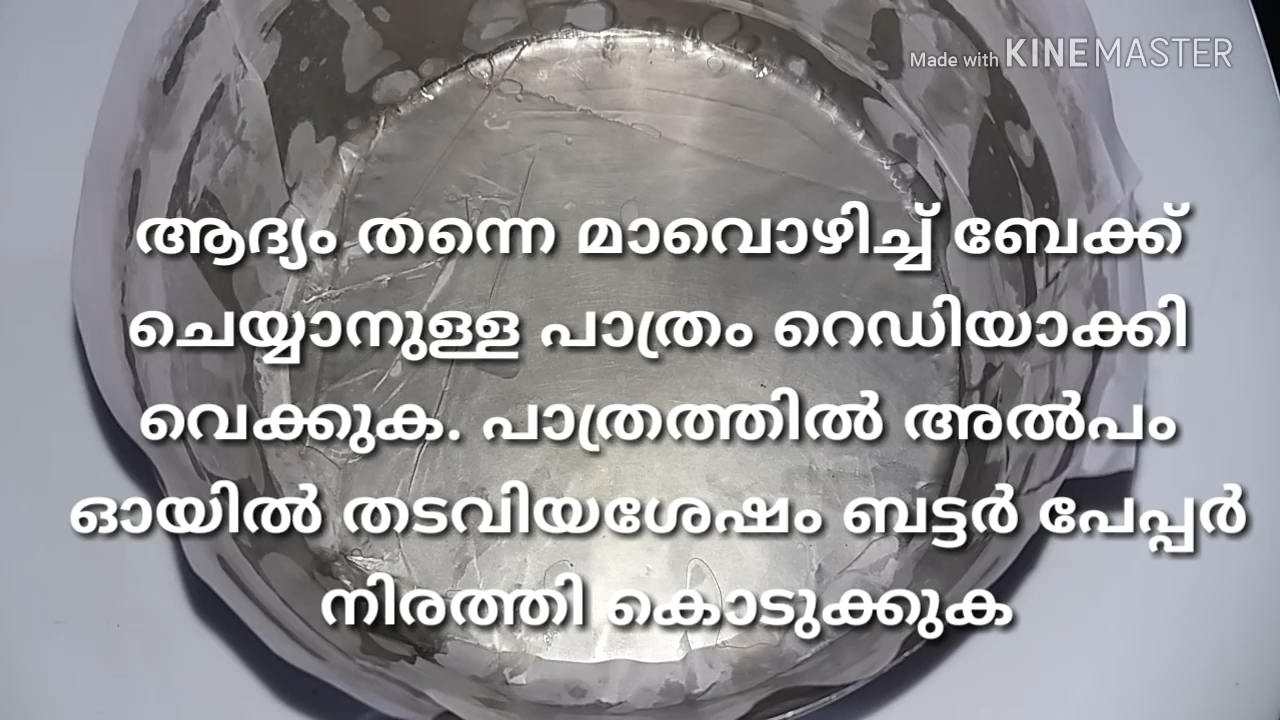 Made with KINEMASTER
ആദ്യം തന്നെ മാവൊഴിച്ച് ബേക്ക്
ചെയ്യാനുള്ള പാത്രം റെഡിയാക്കി
വെക്കുക. പാത്രത്തിൽ അൽപം
ഓയിൽ തടവിയശേഷം ബട്ടർ പേപ്പർ
നിരത്തി കൊടുക്കുക